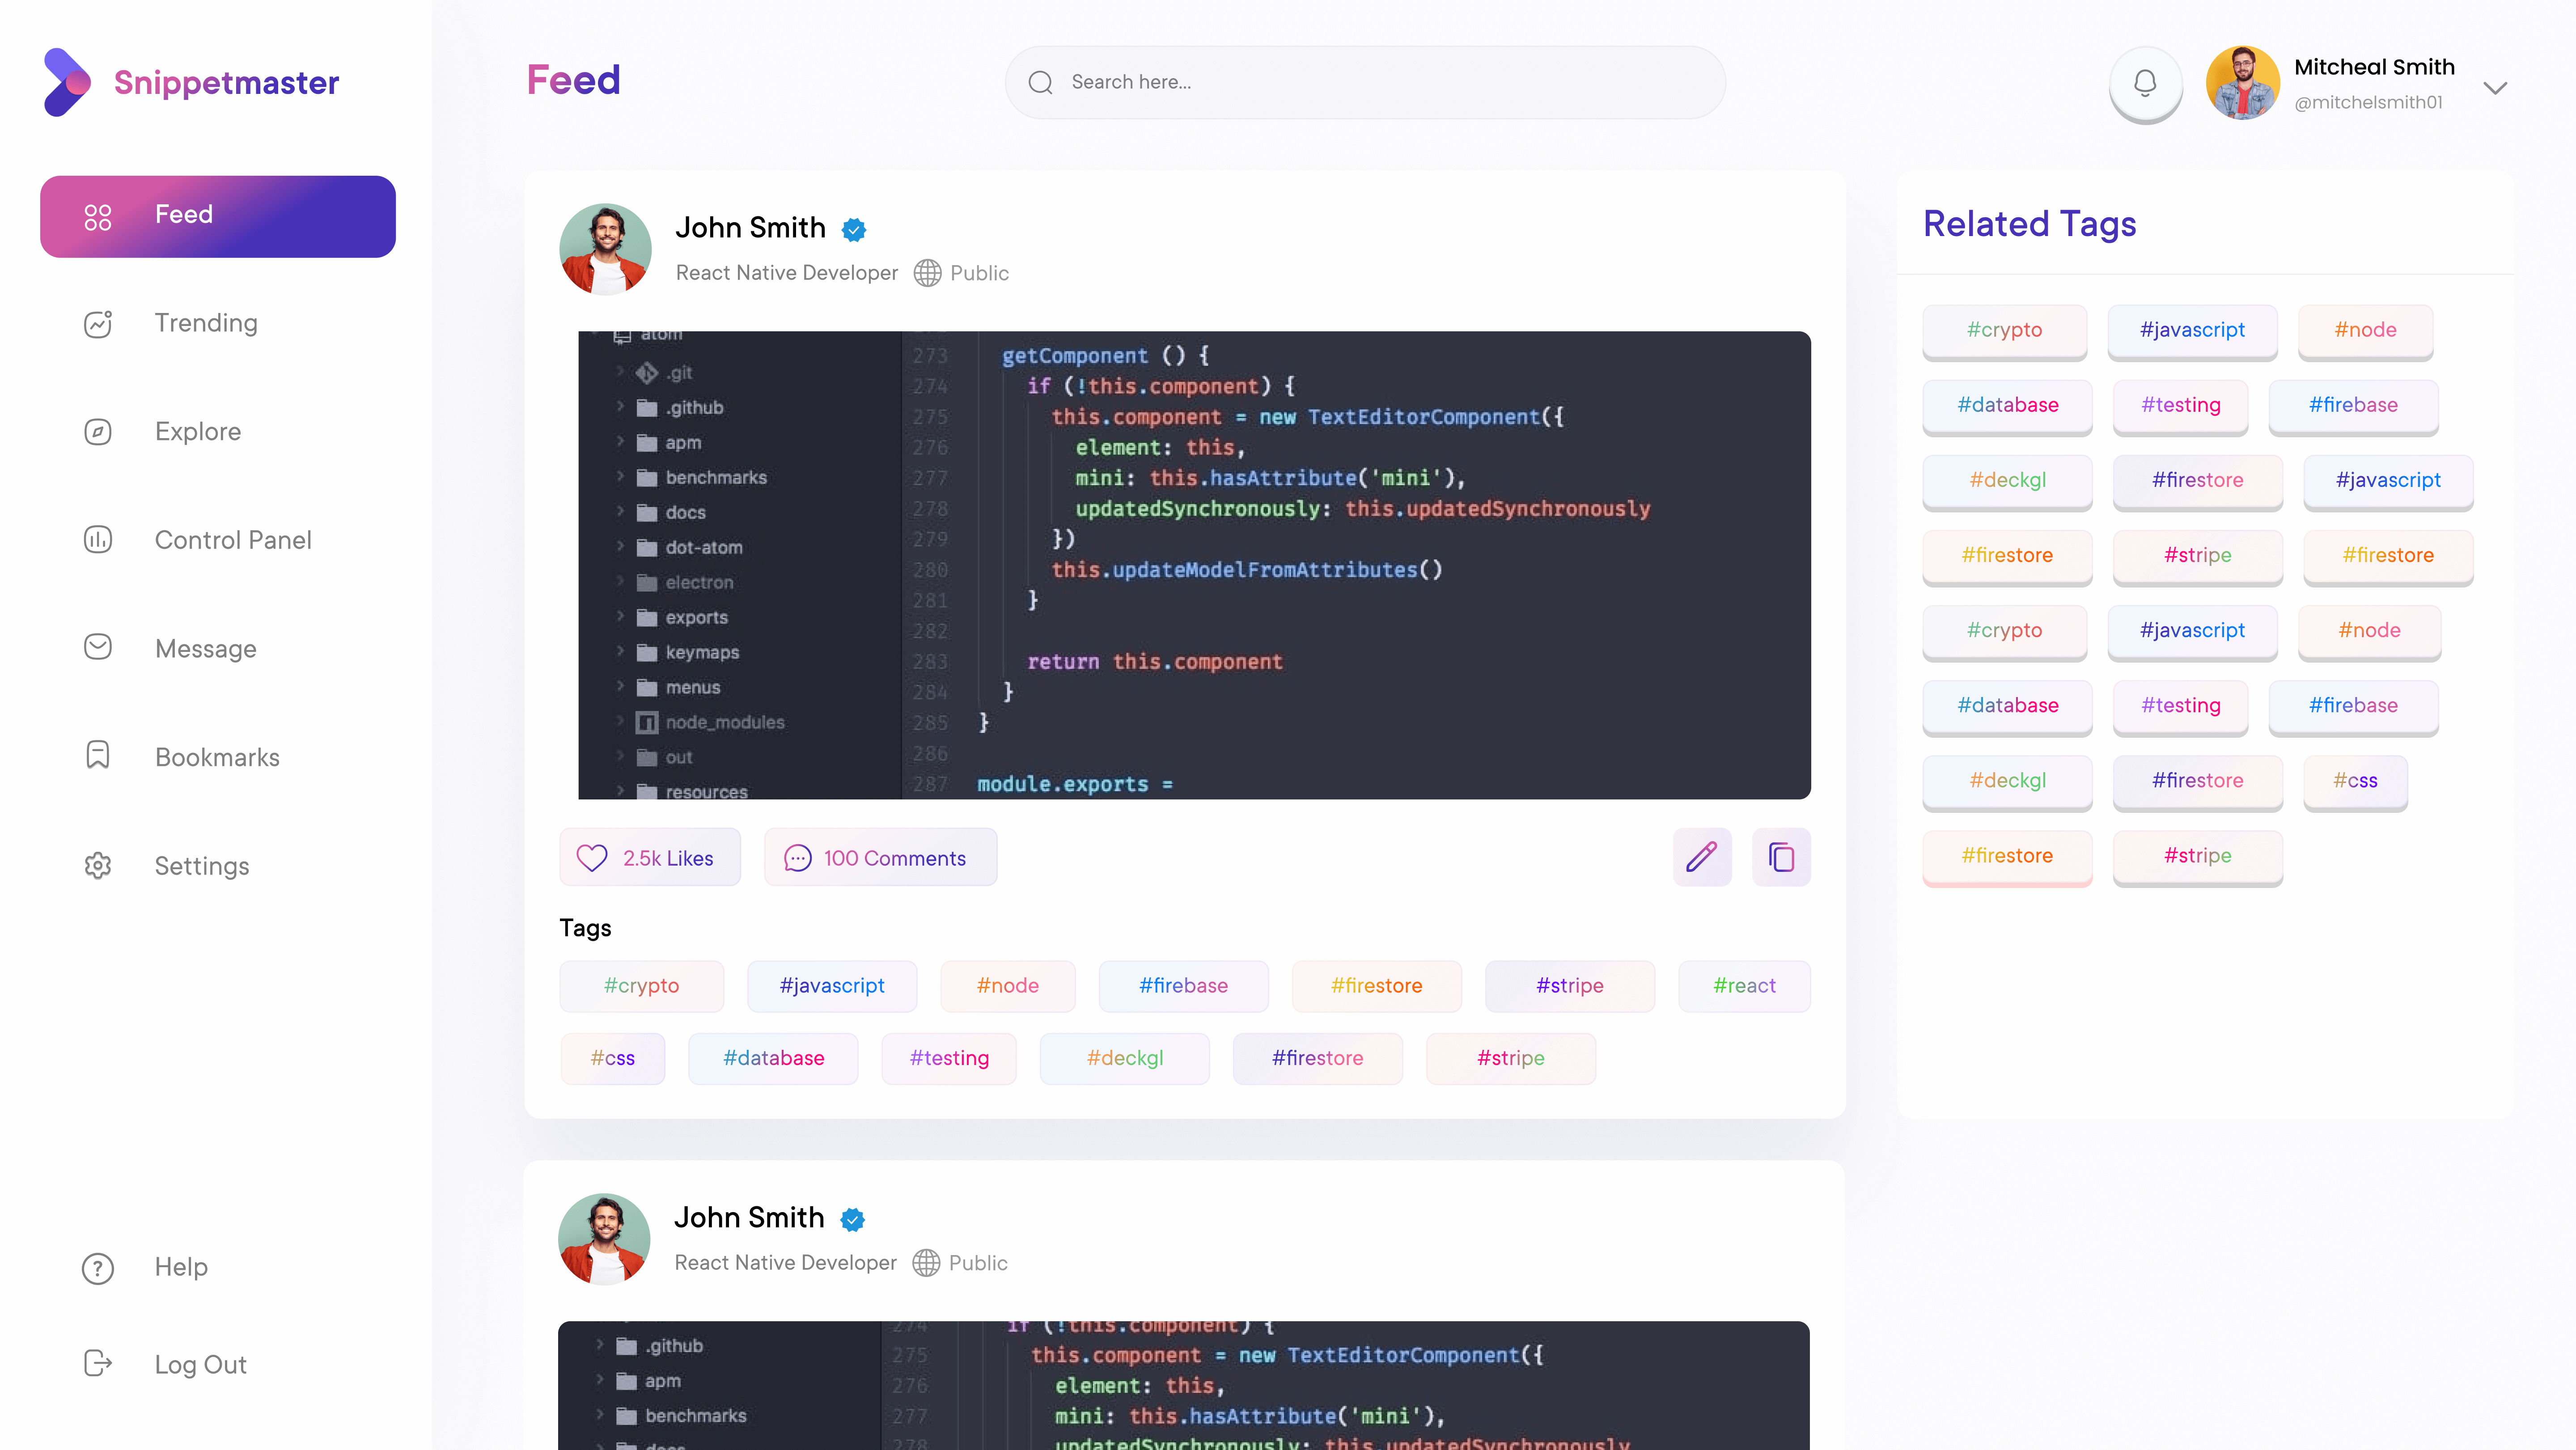 Snippetmaster
Feed
Search here...
Mitcheal Smith
@mitchelsmith01
Feed
Trending
Explore
Control Panel
Message
Bookmarks
Settings
Help
Log Out
John Smith
React Native Developer Public
atom
.git
.github
apm
benchmarks
docs
dot-atom
electron
exports
keymaps
menus
node_modules
out
resources
273 getComponent () {
274 if (!this.component) {
275 this.component = new TextEditorComponent({
276 element: this,
277 mini: this.hasAttribute('mini'),
278 updatedSynchronously: this.updatedSynchronously
279 })
280 this.updateModelFromAttributes()
281 }
282
283 return this.component
284 }
285 }
286
287 module.exports =
2.5k Likes 100 Comments
Tags
#crypto #javascript #node #firebase #firestore #stripe #react
#css #database #testing #deckgl #firestore #stripe
Related Tags
#crypto #javascript #node
#database #testing #firebase
#deckgl #firestore #javascript
#firestore #stripe #firestore
#crypto #javascript #node
#database #testing #firebase
#deckgl #firestore #css
#firestore #stripe
John Smith
React Native Developer Public
.github
apm
benchmarks
docs
274 if (!this.component) {
275 this.component = new TextEditorComponent({
276 element: this,
277 mini: this.hasAttribute('mini'),
278 updatedSynchronously: this.updatedSynchronously